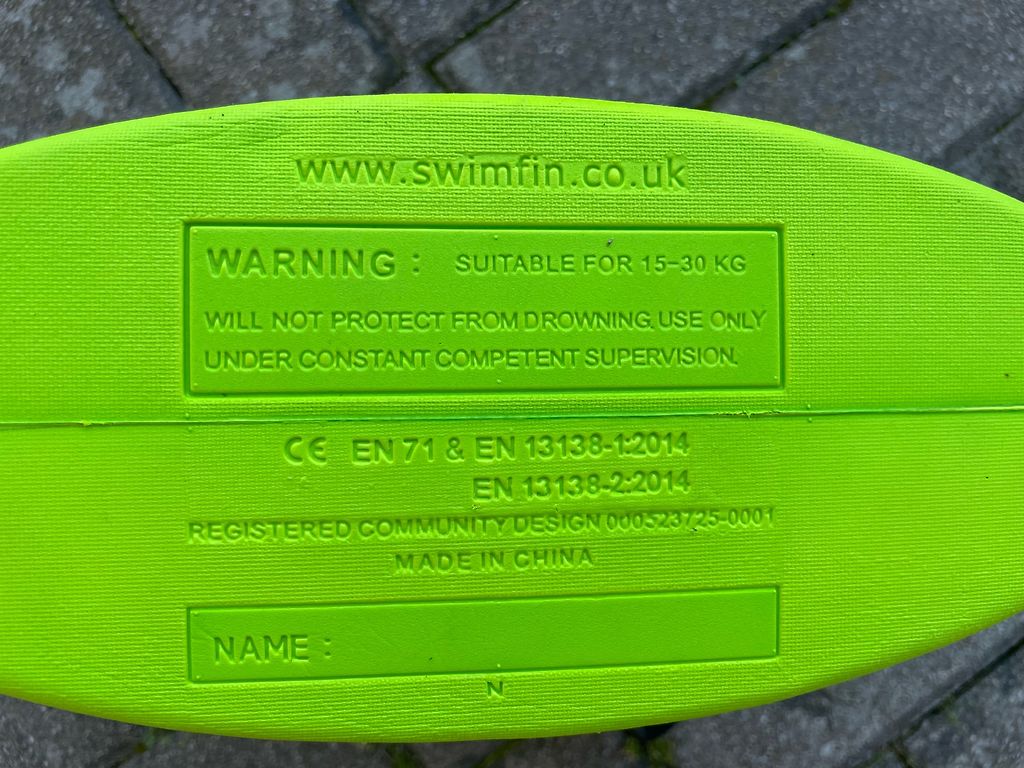 www.swimfin.co.uk
WARNING : SUITABLE FOR 15-30 KG
WILL NOT PROTECT FROM DROWNING. USE ONLY
UNDER CONSTANT COMPETENT SUPERVISION.
CE EN 71 & EN 13138-1:2014
EN 13138-2:2014
REGISTERED COMMUNITY DESIGN 000523725-0001
MADE IN CHINA
NAME :
N